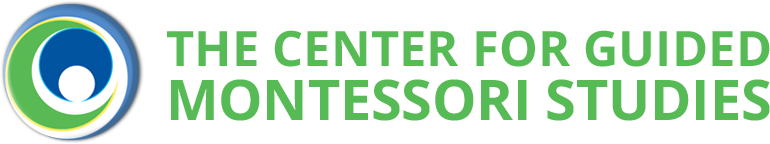 THE CENTER FOR GUIDED
MONTESSORI STUDIES